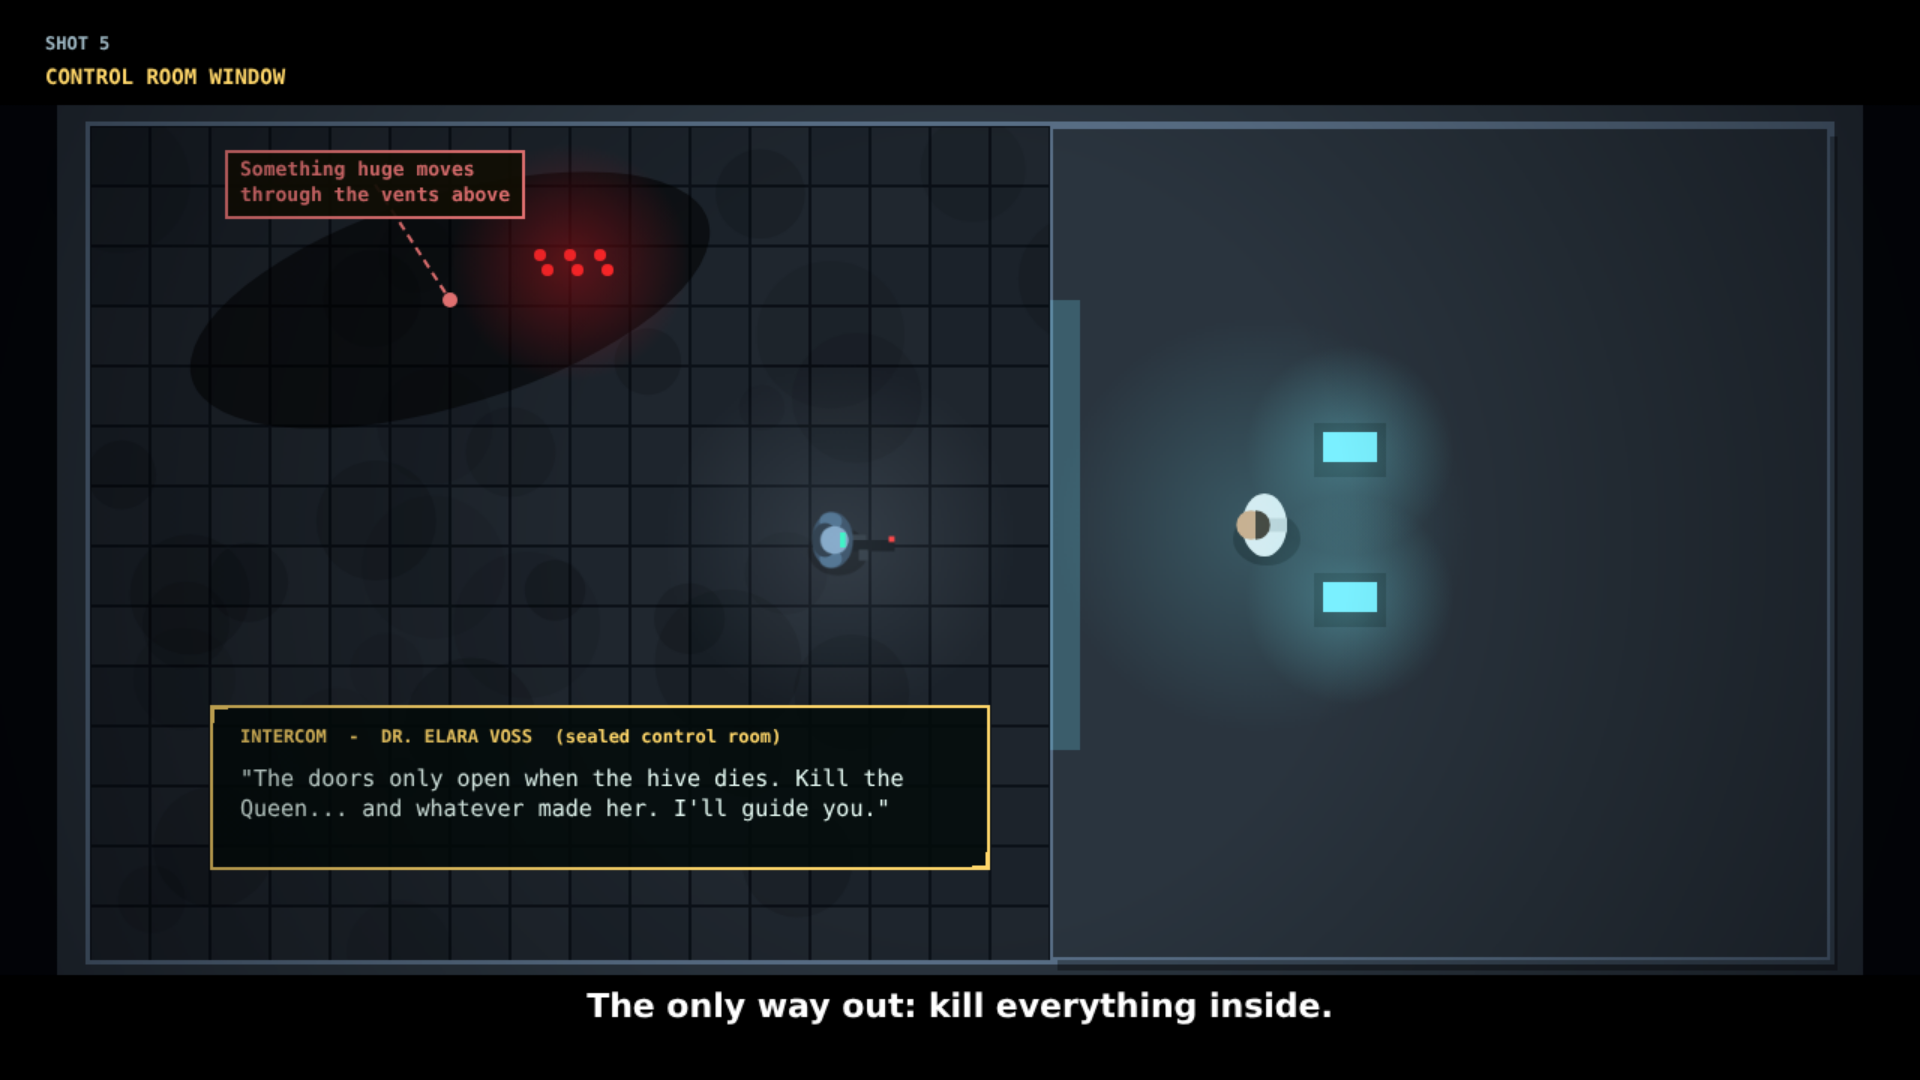 SHOT 5
CONTROL ROOM WINDOW
Something huge moves
through the vents above
INTERCOM - DR. ELARA VOSS (sealed control room)
"The doors only open when the hive dies. Kill the
Queen... and whatever made her. I'll guide you."
The only way out: kill everything inside.